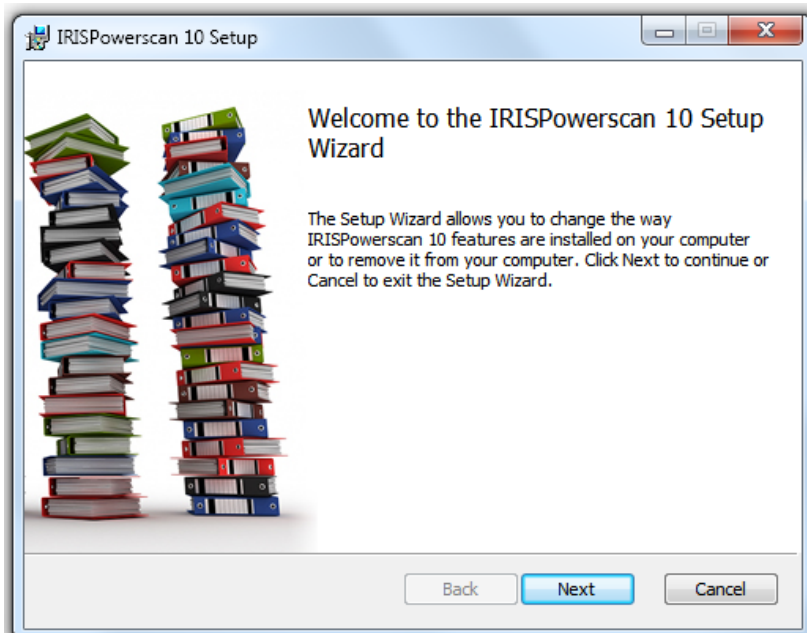 IRISPowerscan 10 Setup
Welcome to the IRISPowerscan 10 Setup
Wizard
The Setup Wizard allows you to change the way
IRISPowerscan 10 features are installed on your computer
or to remove it from your computer. Click Next to continue or
Cancel to exit the Setup Wizard.
Back Next Cancel